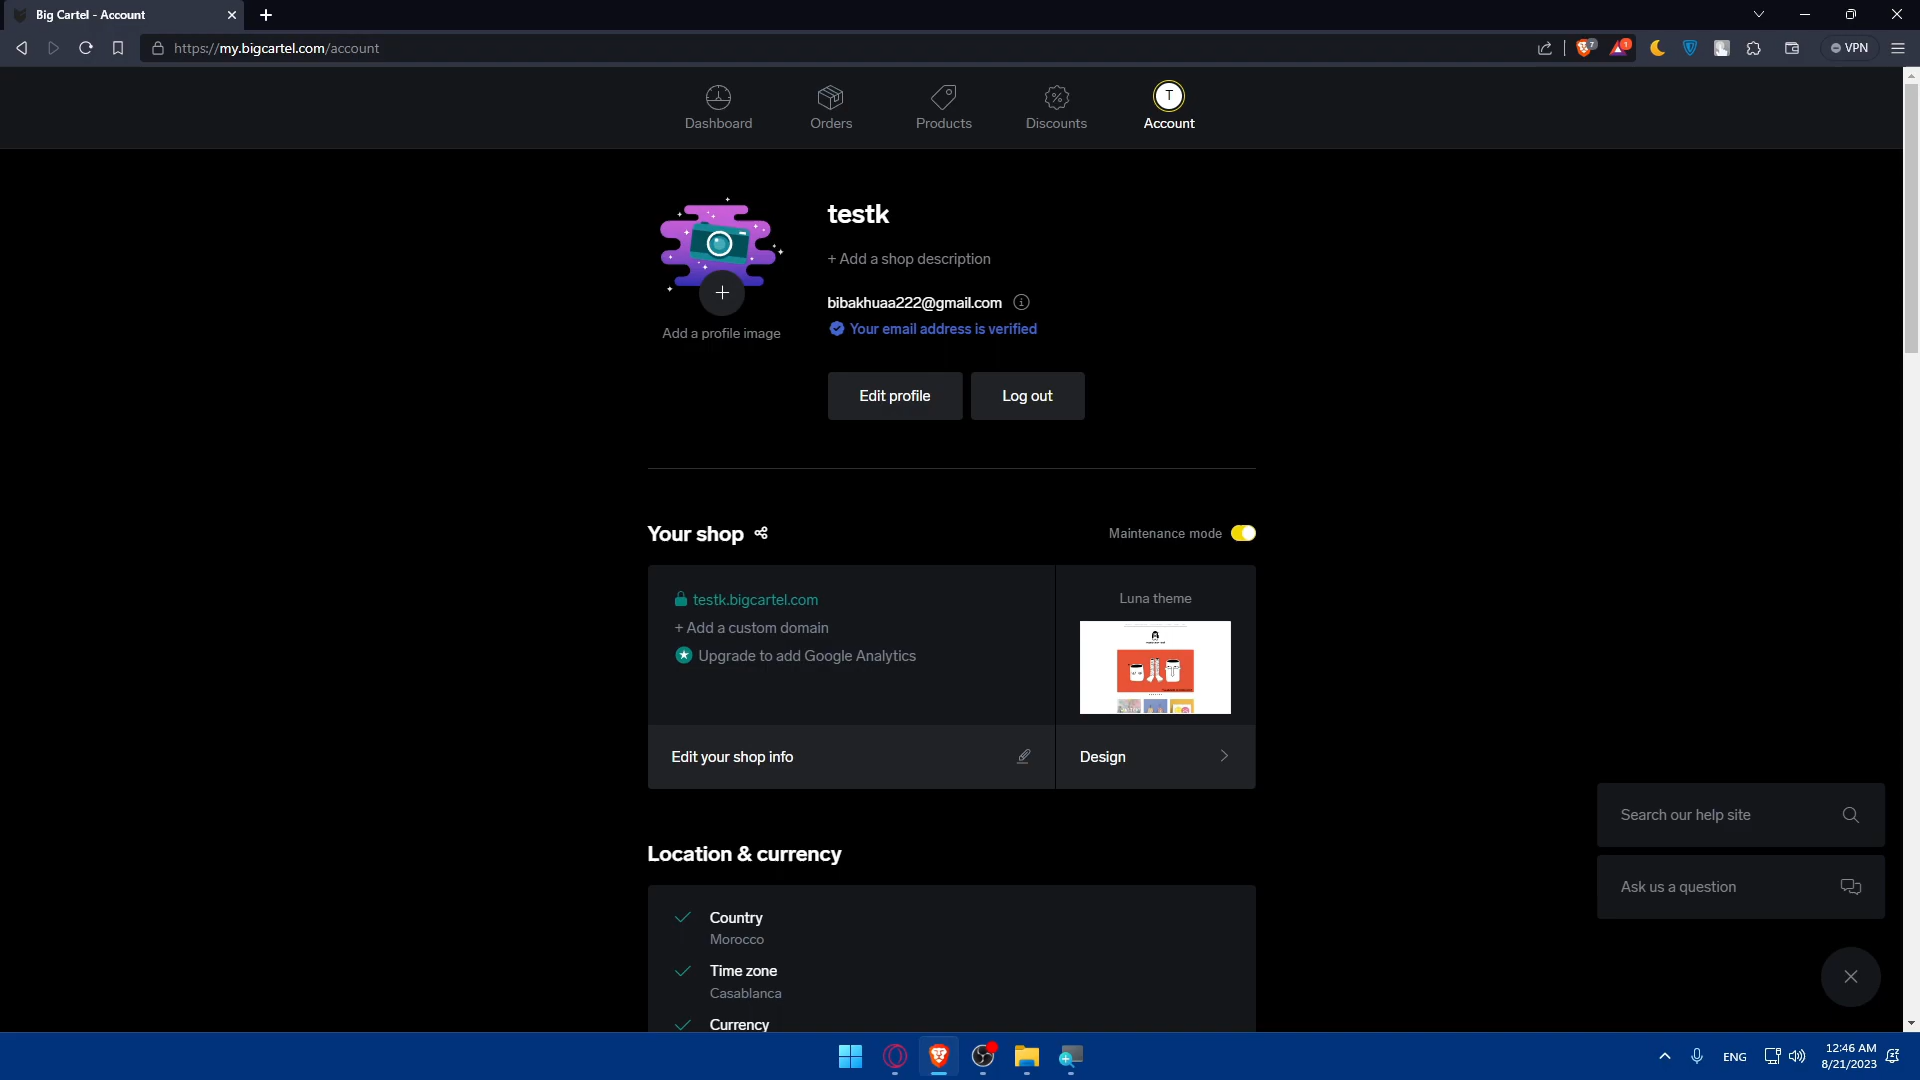 Big Cartel - Account
https://my.bigcartel.com/account
7
1
VPN
Dashboard
Orders
Products
Discounts
T
Account
testk
+ Add a shop description
bibakhuaa222@gmail.com
Your email address is verified
Add a profile image
Edit profile
Log out
Your shop
Maintenance mode
testk.bigcartel.com
+ Add a custom domain
Upgrade to add Google Analytics
Luna theme
Edit your shop info
Design
Search our help site
Ask us a question
Location & currency
Country
Morocco
Time zone
Casablanca
Currency
ENG
12:46 AM
8/21/2023